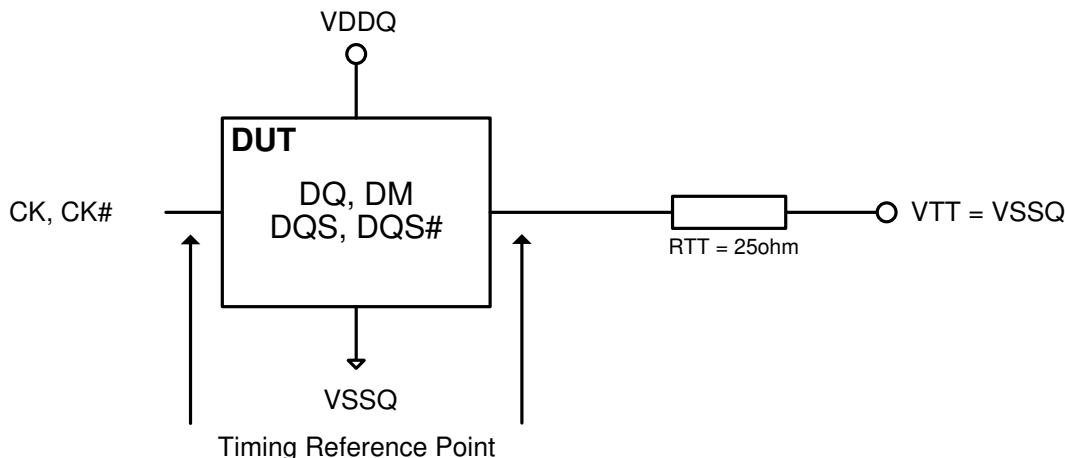 VDDQ
DUT
DQ, DM
DQS, DQS#
CK, CK#
VTT = VSSQ
RTT = 25ohm
VSSQ
Timing Reference Point